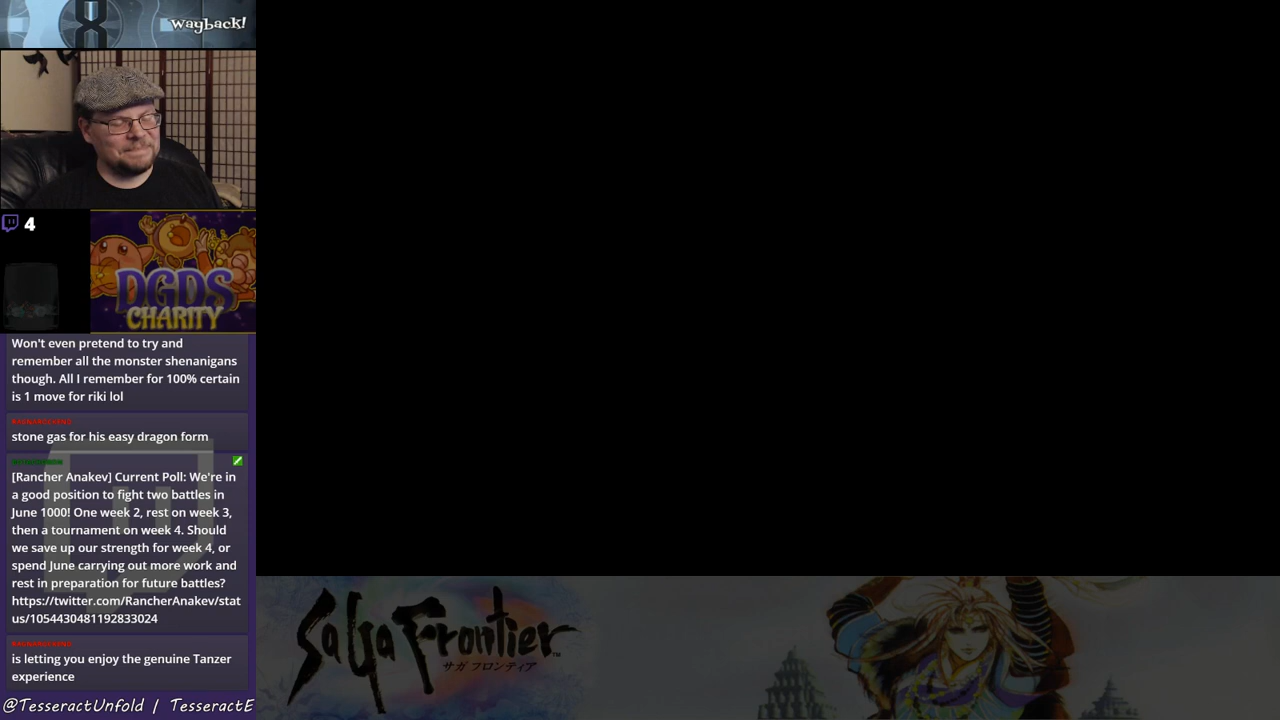 wayback!
4
DGDS
CHARITY
Won't even pretend to try and
remember all the monster shenanigans
though. All I remember for 100% certain
is 1 move for riki lol
stone gas for his easy dragon form
[Rancher Anakev] Current Poll: We're in
a good position to fight two battles in
June 1000! One week 2, rest on week 3,
then a tournament on week 4. Should
we save up our strength for week 4, or
spend June carrying out more work and
rest in preparation for future battles?
https://twitter.com/RancherAnakev/stat
us/1054430481192833024
is letting you enjoy the genuine Tanzer
experience
@TesseractUnfold / TesseractE
SaGa Frontier™
サガ フロンティア